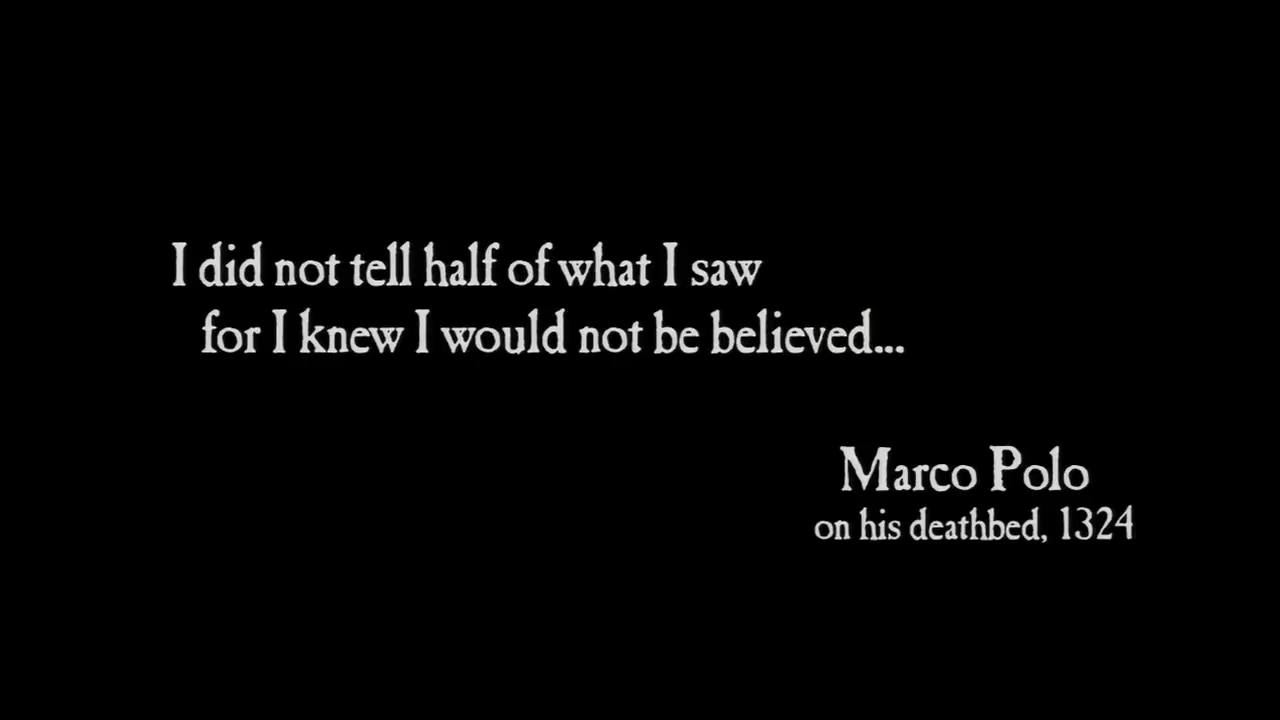 I did not tell half of what I saw
for I knew I would not be believed...
Marco Polo
on his deathbed, 1324